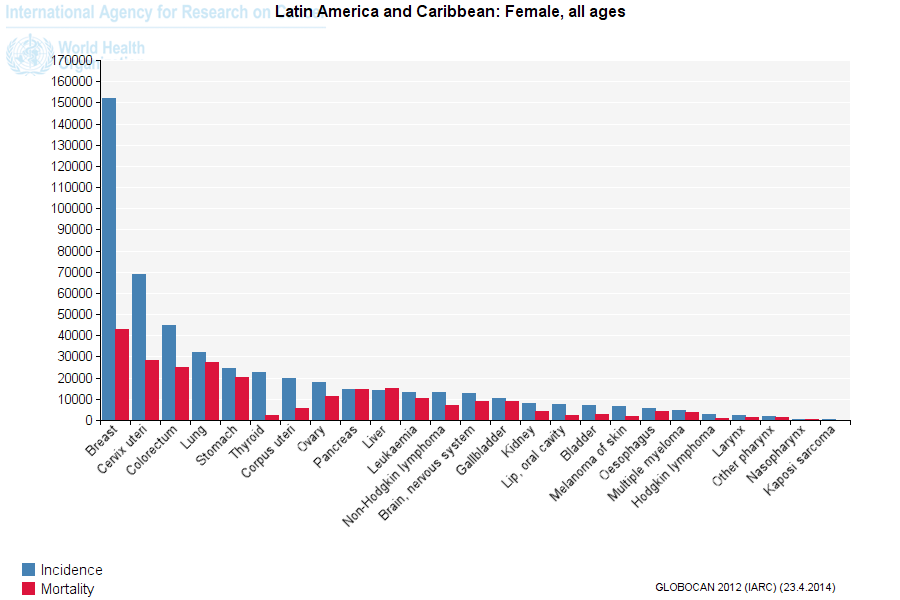 International Agency for Research on
Latin America and Caribbean: Female, all ages
World Health
170000
160000
150000
140000
130000
120000
110000
100000
90000
80000
70000
60000
50000
40000
30000
20000
10000
0
Breast
Cervix uteri
Colorectum
Lung
Stomach
Thyroid
Corpus uteri
Ovary
Pancreas
Liver
Leukaemia
Non-Hodgkin lymphoma
Brain, nervous system
Gallbladder
Kidney
Lip, oral cavity
Bladder
Melanoma of skin
Oesophagus
Multiple myeloma
Hodgkin lymphoma
Larynx
Other pharynx
Nasopharynx
Kaposi sarcoma
Incidence
Mortality
GLOBOCAN 2012 (IARC) (23.4.2014)